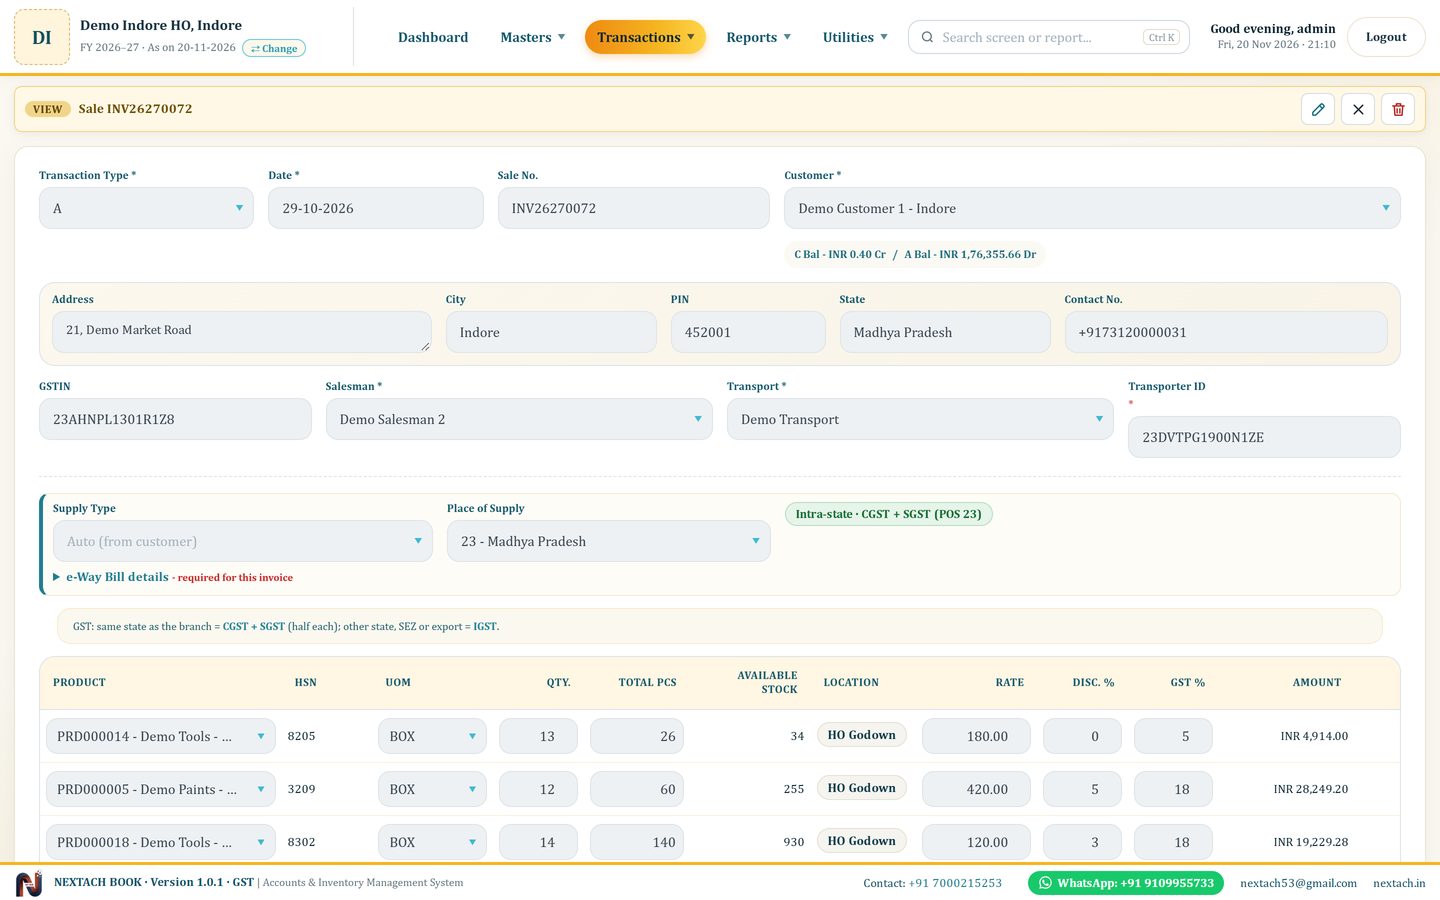 DI
Demo Indore HO, Indore
FY 2026–27 · As on 20-11-2026 ⇄ Change
Dashboard Masters ▼ Transactions ▼ Reports ▼ Utilities ▼
Search screen or report... Ctrl K
Good evening, admin
Fri, 20 Nov 2026 · 21:10
Logout
VIEW Sale INV26270072
Transaction Type * Date * Sale No. Customer *
A 29-10-2026 INV26270072 Demo Customer 1 - Indore
C Bal - INR 0.40 Cr / A Bal - INR 1,76,355.66 Dr
Address City PIN State Contact No.
21, Demo Market Road Indore 452001 Madhya Pradesh +9173120000031
GSTIN Salesman * Transport * Transporter ID
*
23AHNPL1301R1Z8 Demo Salesman 2 Demo Transport 23DVTPG1900N1ZE
Supply Type Place of Supply Intra-state · CGST + SGST (POS 23)
Auto (from customer) 23 - Madhya Pradesh
▶ e-Way Bill details - required for this invoice
GST: same state as the branch = CGST + SGST (half each); other state, SEZ or export = IGST.
PRODUCT HSN UOM QTY. TOTAL PCS AVAILABLE STOCK LOCATION RATE DISC. % GST % AMOUNT
PRD000014 - Demo Tools - ... 8205 BOX 13 26 34 HO Godown 180.00 0 5 INR 4,914.00
PRD000005 - Demo Paints - ... 3209 BOX 12 60 255 HO Godown 420.00 5 18 INR 28,249.20
PRD000018 - Demo Tools - ... 8302 BOX 14 140 930 HO Godown 120.00 3 18 INR 19,229.28
N NEXTACH BOOK · Version 1.0.1 · GST | Accounts & Inventory Management System
Contact: +91 7000215253 WhatsApp: +91 9109955733 nextach53@gmail.com nextach.in